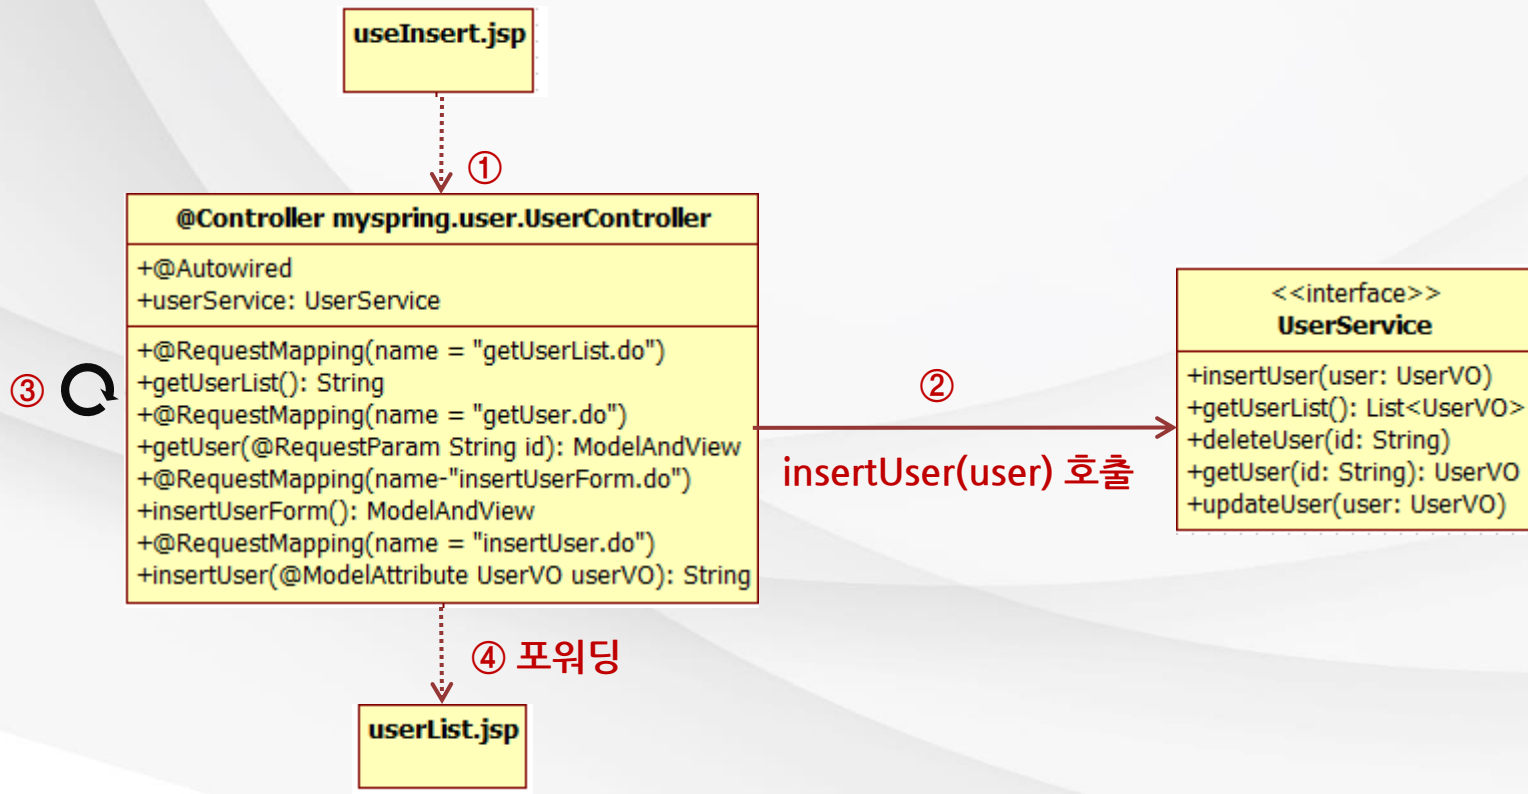 useInsert.jsp
①
@Controller myspring.user.UserController
+@Autowired
+userService: UserService
+@RequestMapping(name = "getUserList.do")
+getUserList(): String
+@RequestMapping(name = "getUser.do")
+getUser(@RequestParam String id): ModelAndView
+@RequestMapping(name-"insertUserForm.do")
+insertUserForm(): ModelAndView
+@RequestMapping(name = "insertUser.do")
+insertUser(@ModelAttribute UserVO userVO): String
③
②
insertUser(user) 호출
<<interface>>
UserService
+insertUser(user: UserVO)
+getUserList(): List<UserVO>
+deleteUser(id: String)
+getUser(id: String): UserVO
+updateUser(user: UserVO)
④ 포워딩
userList.jsp